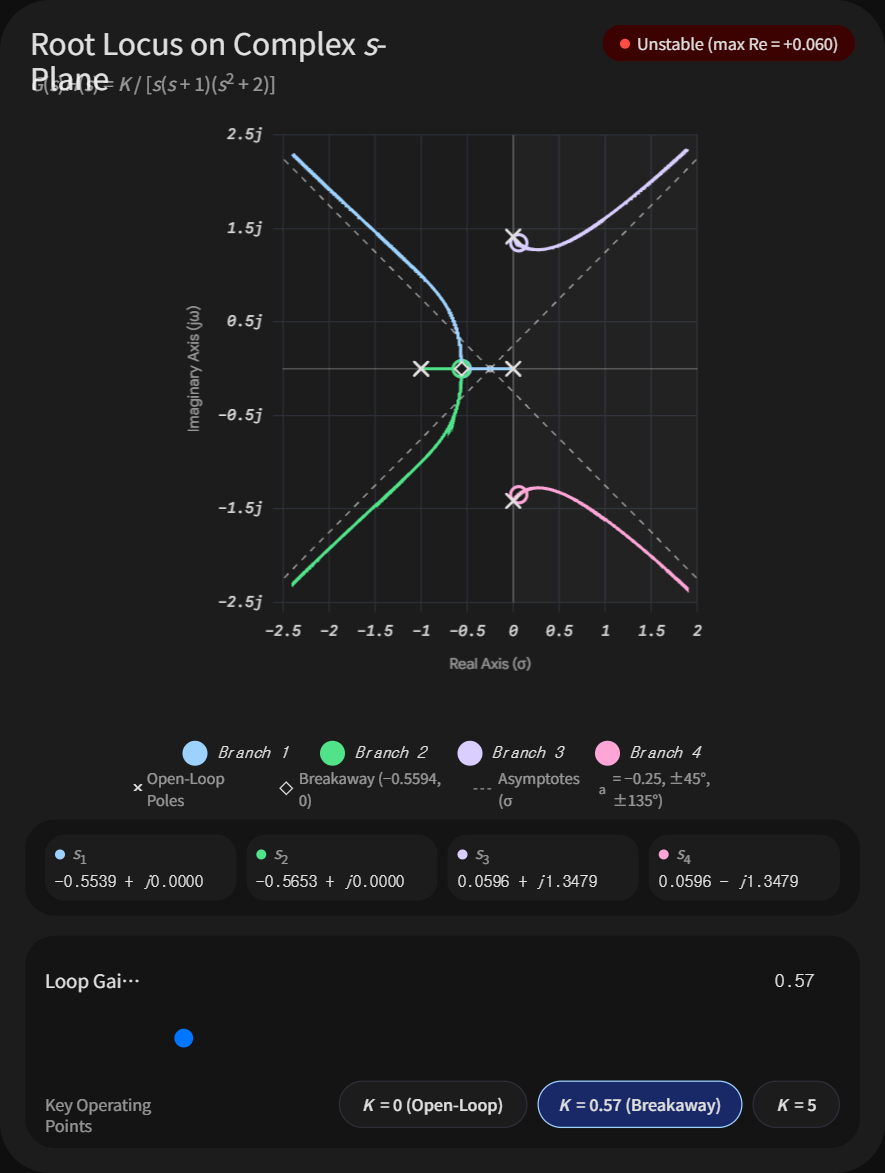 Root Locus on Complex s-
Plane
G(s)H(s) = K / [s(s + 1)(s² + 2)]
Unstable (max Re = +0.060)
2.5j
1.5j
0.5j
-0.5j
-1.5j
-2.5j
Imaginary Axis (jω)
-2.5 -2 -1.5 -1 -0.5 0 0.5 1 1.5 2
Real Axis (σ)
Branch 1 Branch 2 Branch 3 Branch 4
Open-Loop
Poles
Breakaway (−0.5594,
0)
Asymptotes
(σ
a
= −0.25, ±45°,
±135°)
s₁
-0.5539 + j0.0000
s₂
-0.5653 + j0.0000
s₃
0.0596 + j1.3479
s₄
0.0596 − j1.3479
Loop Gai⋯
0.57
Key Operating
Points
K = 0 (Open-Loop)
K = 0.57 (Breakaway)
K = 5